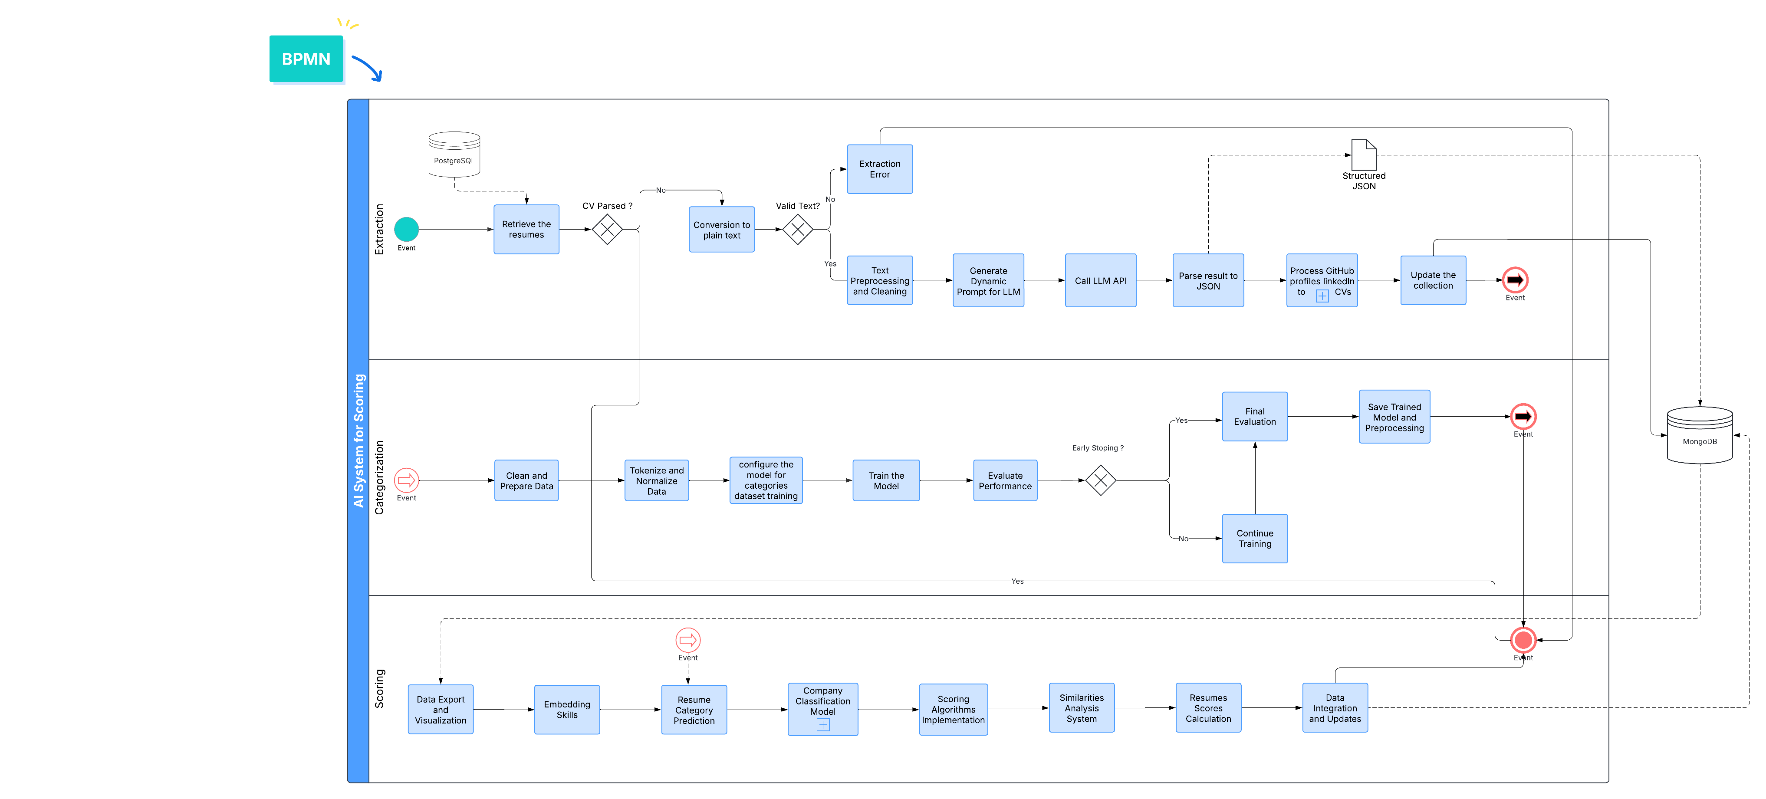 BPMN
AI System for Scoring
Extraction
PostgreSQl
Event
Retrieve the
resumes
CV Parsed ?
No
Conversion to
plain text
Valid Text?
No
Yes
Extraction
Error
Text
Preprocessing
and Cleaning
Generate
Dynamic
Prompt for LLM
Call LLM API
Parse result to
JSON
Structured
JSON
Process GitHub
profiles linkedIn
to CVs
Update the
collection
Event
MongoDB
Categorization
Event
Clean and
Prepare Data
Tokenize and
Normalize
Data
configure the
model for
categories
dataset training
Train the
Model
Evaluate
Performance
Early Stoping ?
Yes
No
Final
Evaluation
Continue
Training
Save Trained
Model and
Preprocessing
Event
Yes
Scoring
Event
Event
Data Export
and
Visualization
Embedding
Skills
Resume
Category
Prediction
Company
Classification
Model
Scoring
Algorithms
Implementation
Similarities
Analysis
System
Resumes
Scores
Calculation
Data
Integration
and Updates